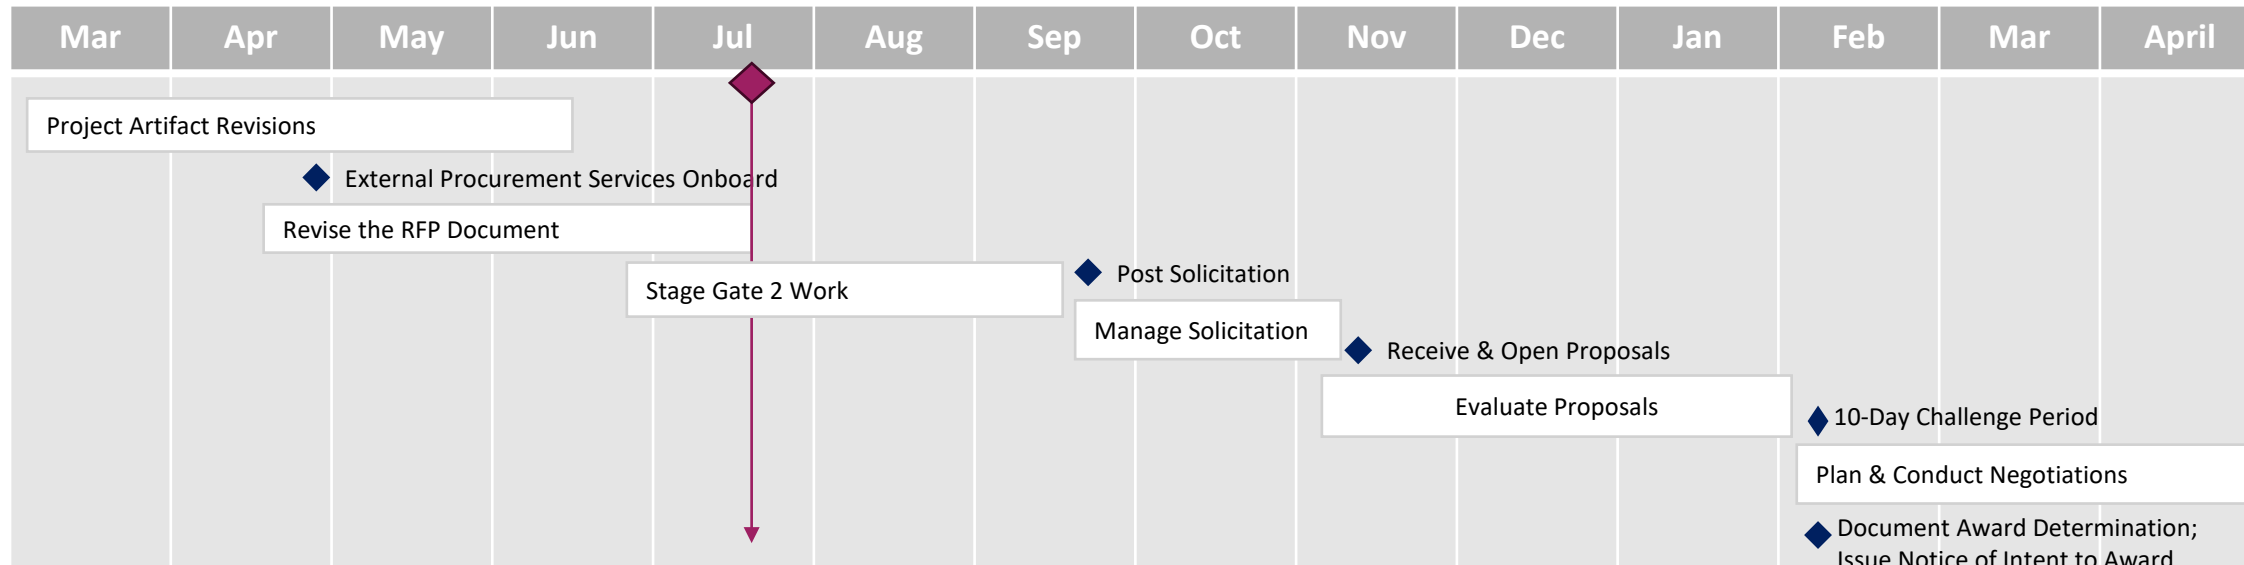 Mar Apr May Jun Jul Aug Sep Oct Nov Dec Jan Feb Mar April
Project Artifact Revisions
External Procurement Services Onboard
Revise the RFP Document
Post Solicitation
Stage Gate 2 Work
Manage Solicitation
Receive & Open Proposals
Evaluate Proposals
10-Day Challenge Period
Plan & Conduct Negotiations
Document Award Determination;
Issue Notice of Intent to Award